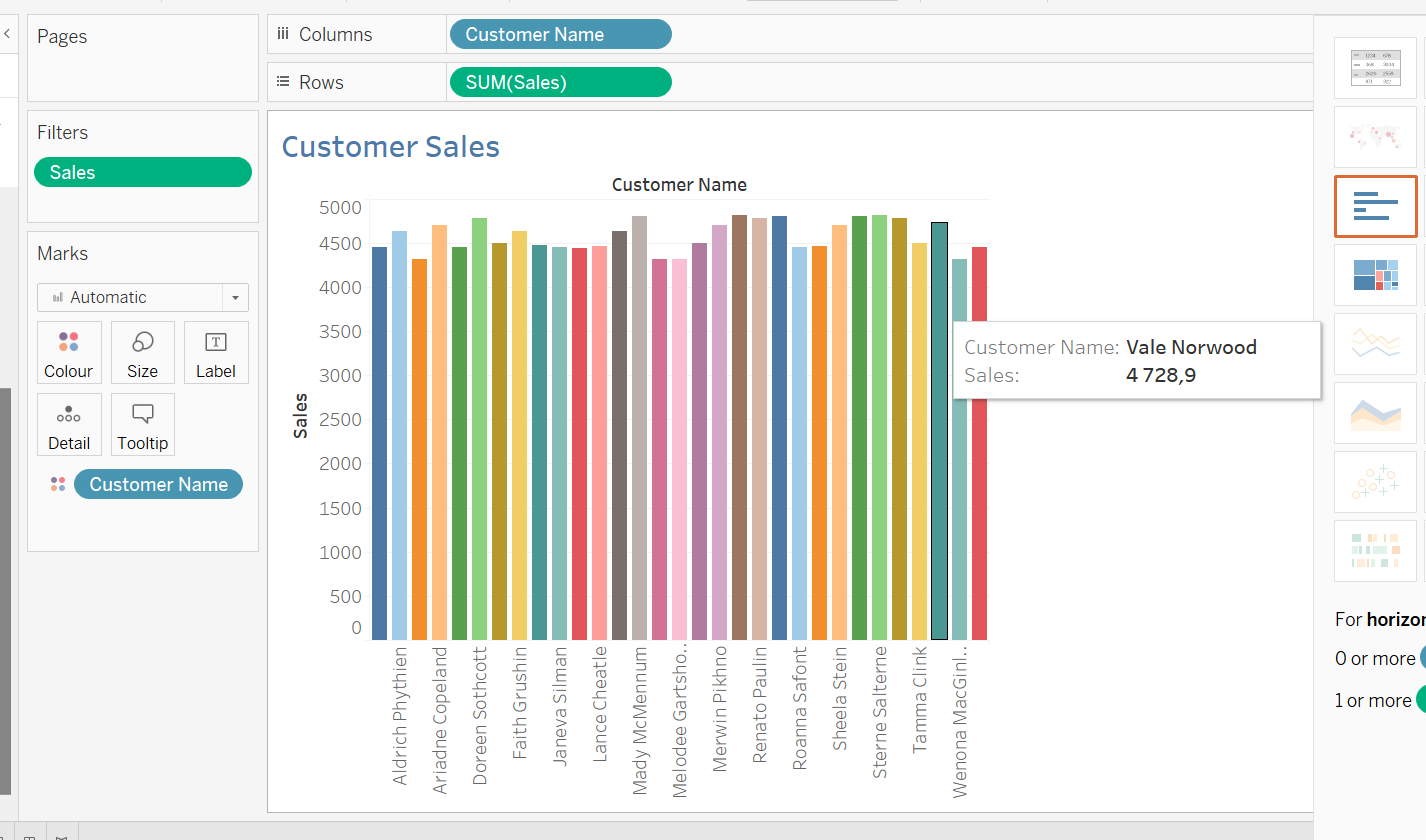 Pages
Columns
Customer Name
Rows
SUM(Sales)
Filters
Sales
Marks
Automatic
Colour
Size
Label
Detail
Tooltip
Customer Name
Customer Sales
Customer Name
5000
4500
4000
3500
3000
2500
2000
1500
1000
500
0
Sales
Customer Name: Vale Norwood
Sales: 4 728,9
Aldrich Phythien
Ariadne Copeland
Doreen Sothcott
Faith Grushin
Janeva Silman
Lance Cheatle
Mady McMennum
Melodee Gartsho..
Merwin Pikhno
Renato Paulin
Roanna Safont
Sheela Stein
Sterne Salterne
Tamma Clink
Wenona MacGinl..
For horizon
0 or more
1 or more